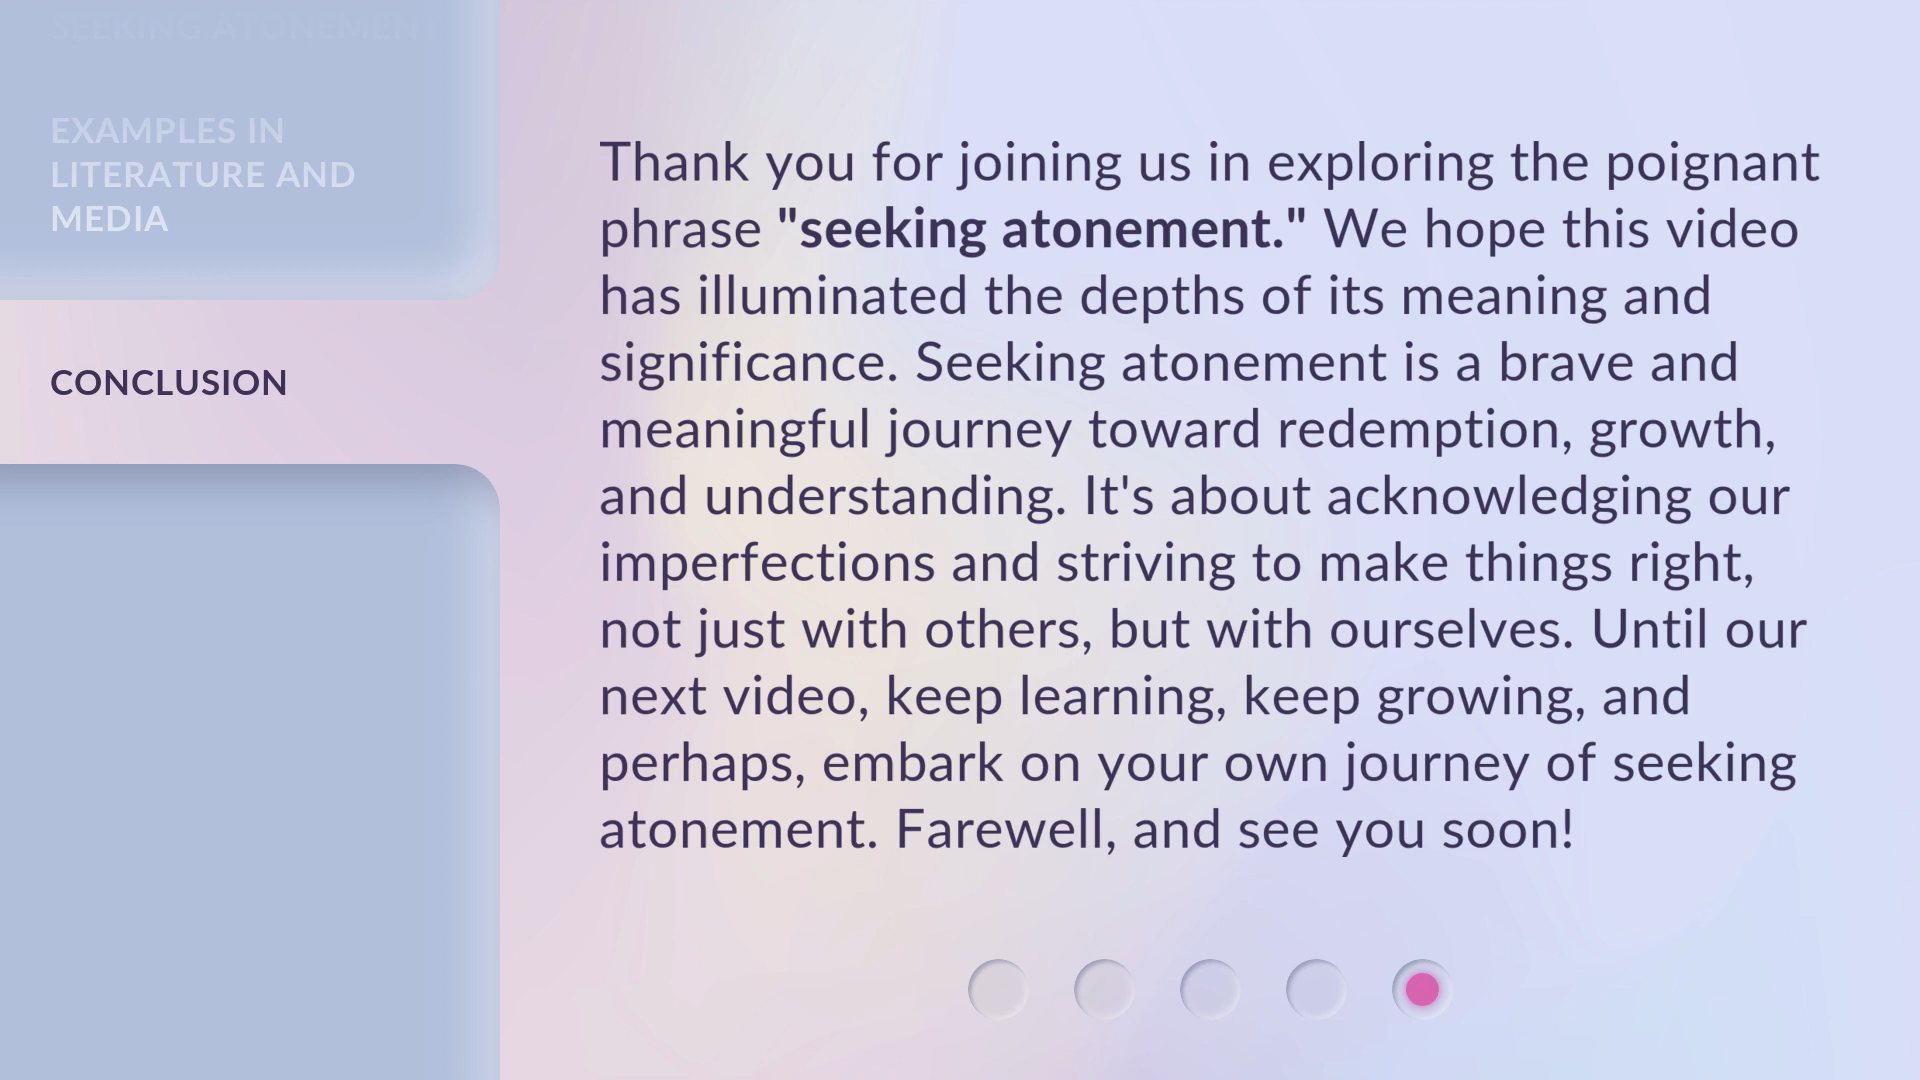 SEEKING ATONEMENT
EXAMPLES IN
LITERATURE AND
MEDIA
CONCLUSION
Thank you for joining us in exploring the poignant
phrase "seeking atonement." We hope this video
has illuminated the depths of its meaning and
significance. Seeking atonement is a brave and
meaningful journey toward redemption, growth,
and understanding. It's about acknowledging our
imperfections and striving to make things right,
not just with others, but with ourselves. Until our
next video, keep learning, keep growing, and
perhaps, embark on your own journey of seeking
atonement. Farewell, and see you soon!